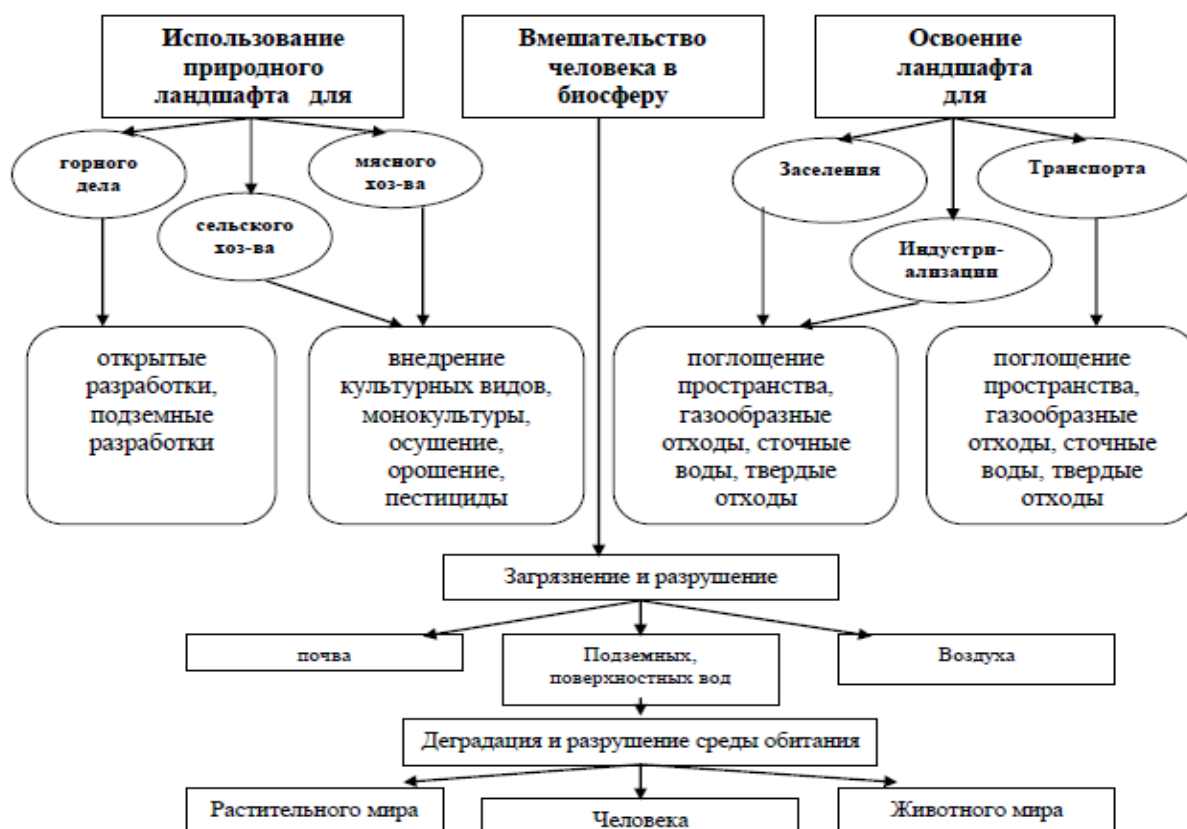 Использование
природного
ландшафта для
Вмешательство
человека в
биосферу
Освоение
ландшафта
для
горного
дела
сельского
хоз-ва
мясного
хоз-ва
Заселения
Индустри-
ализации
Транспорта
открытые
разработки,
подземные
разработки
внедрение
культурных видов,
монокультуры,
осушение,
орошение,
пестициды
поглощение
пространства,
газообразные
отходы, сточные
воды, твердые
отходы
поглощение
пространства,
газообразные
отходы, сточные
воды, твердые
отходы
Загрязнение и разрушение
почва
Подземных,
поверхностных вод
Воздуха
Деградация и разрушение среды обитания
Растительного мира
Человека
Животного мира